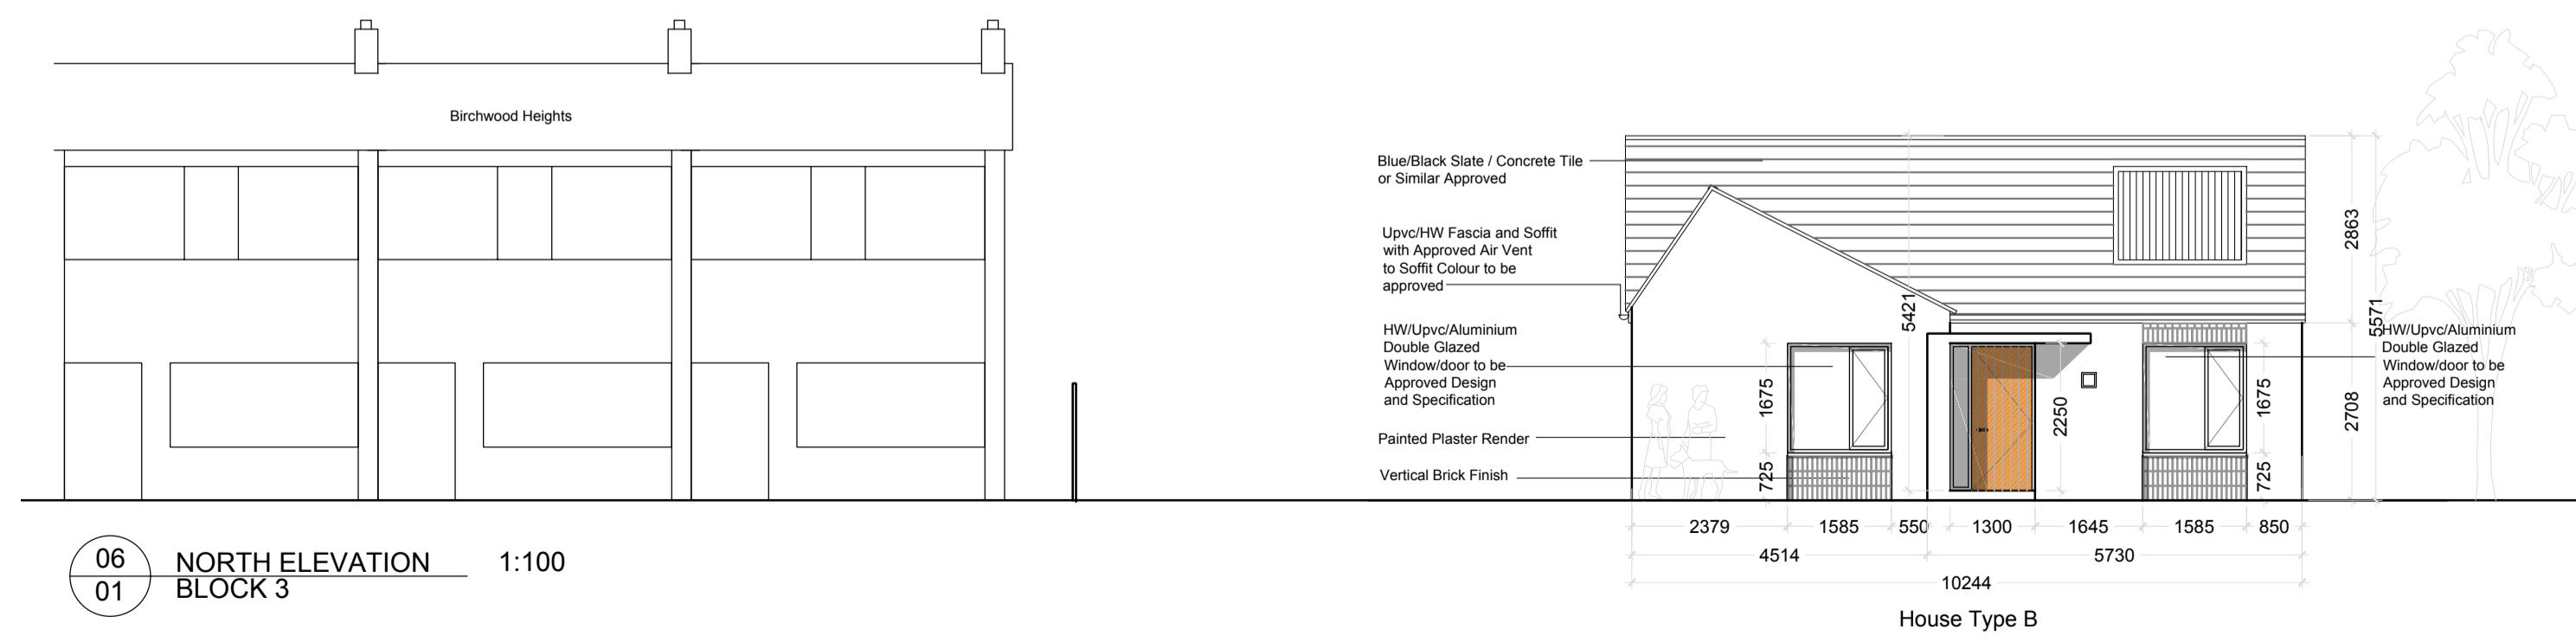 Birchwood Heights
Blue/Black Slate / Concrete Tile
or Similar Approved
Upvc/HW Fascia and Soffit
with Approved Air Vent
to Soffit Colour to be
approved
HW/Upvc/Aluminium
Double Glazed
Window/door to be
Approved Design
and Specification
Painted Plaster Render
Vertical Brick Finish
1675
725
5421
2250
1675
725
2863
2708
5571
HW/Upvc/Aluminium
Double Glazed
Window/door to be
Approved Design
and Specification
2379 1585 550 1300 1645 1585 850
4514 5730
10244
House Type B
06
01
NORTH ELEVATION 1:100
BLOCK 3